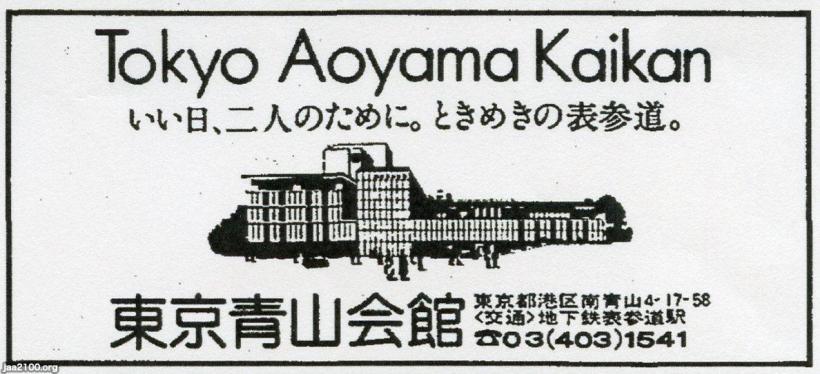 Tokyo Aoyama Kaikan
いい日、二人のために。ときめきの表参道。
東京青山会館
東京都港区南青山4-17-58
〈交通〉地下鉄表参道駅
☎03(403)1541
jaa2100.org